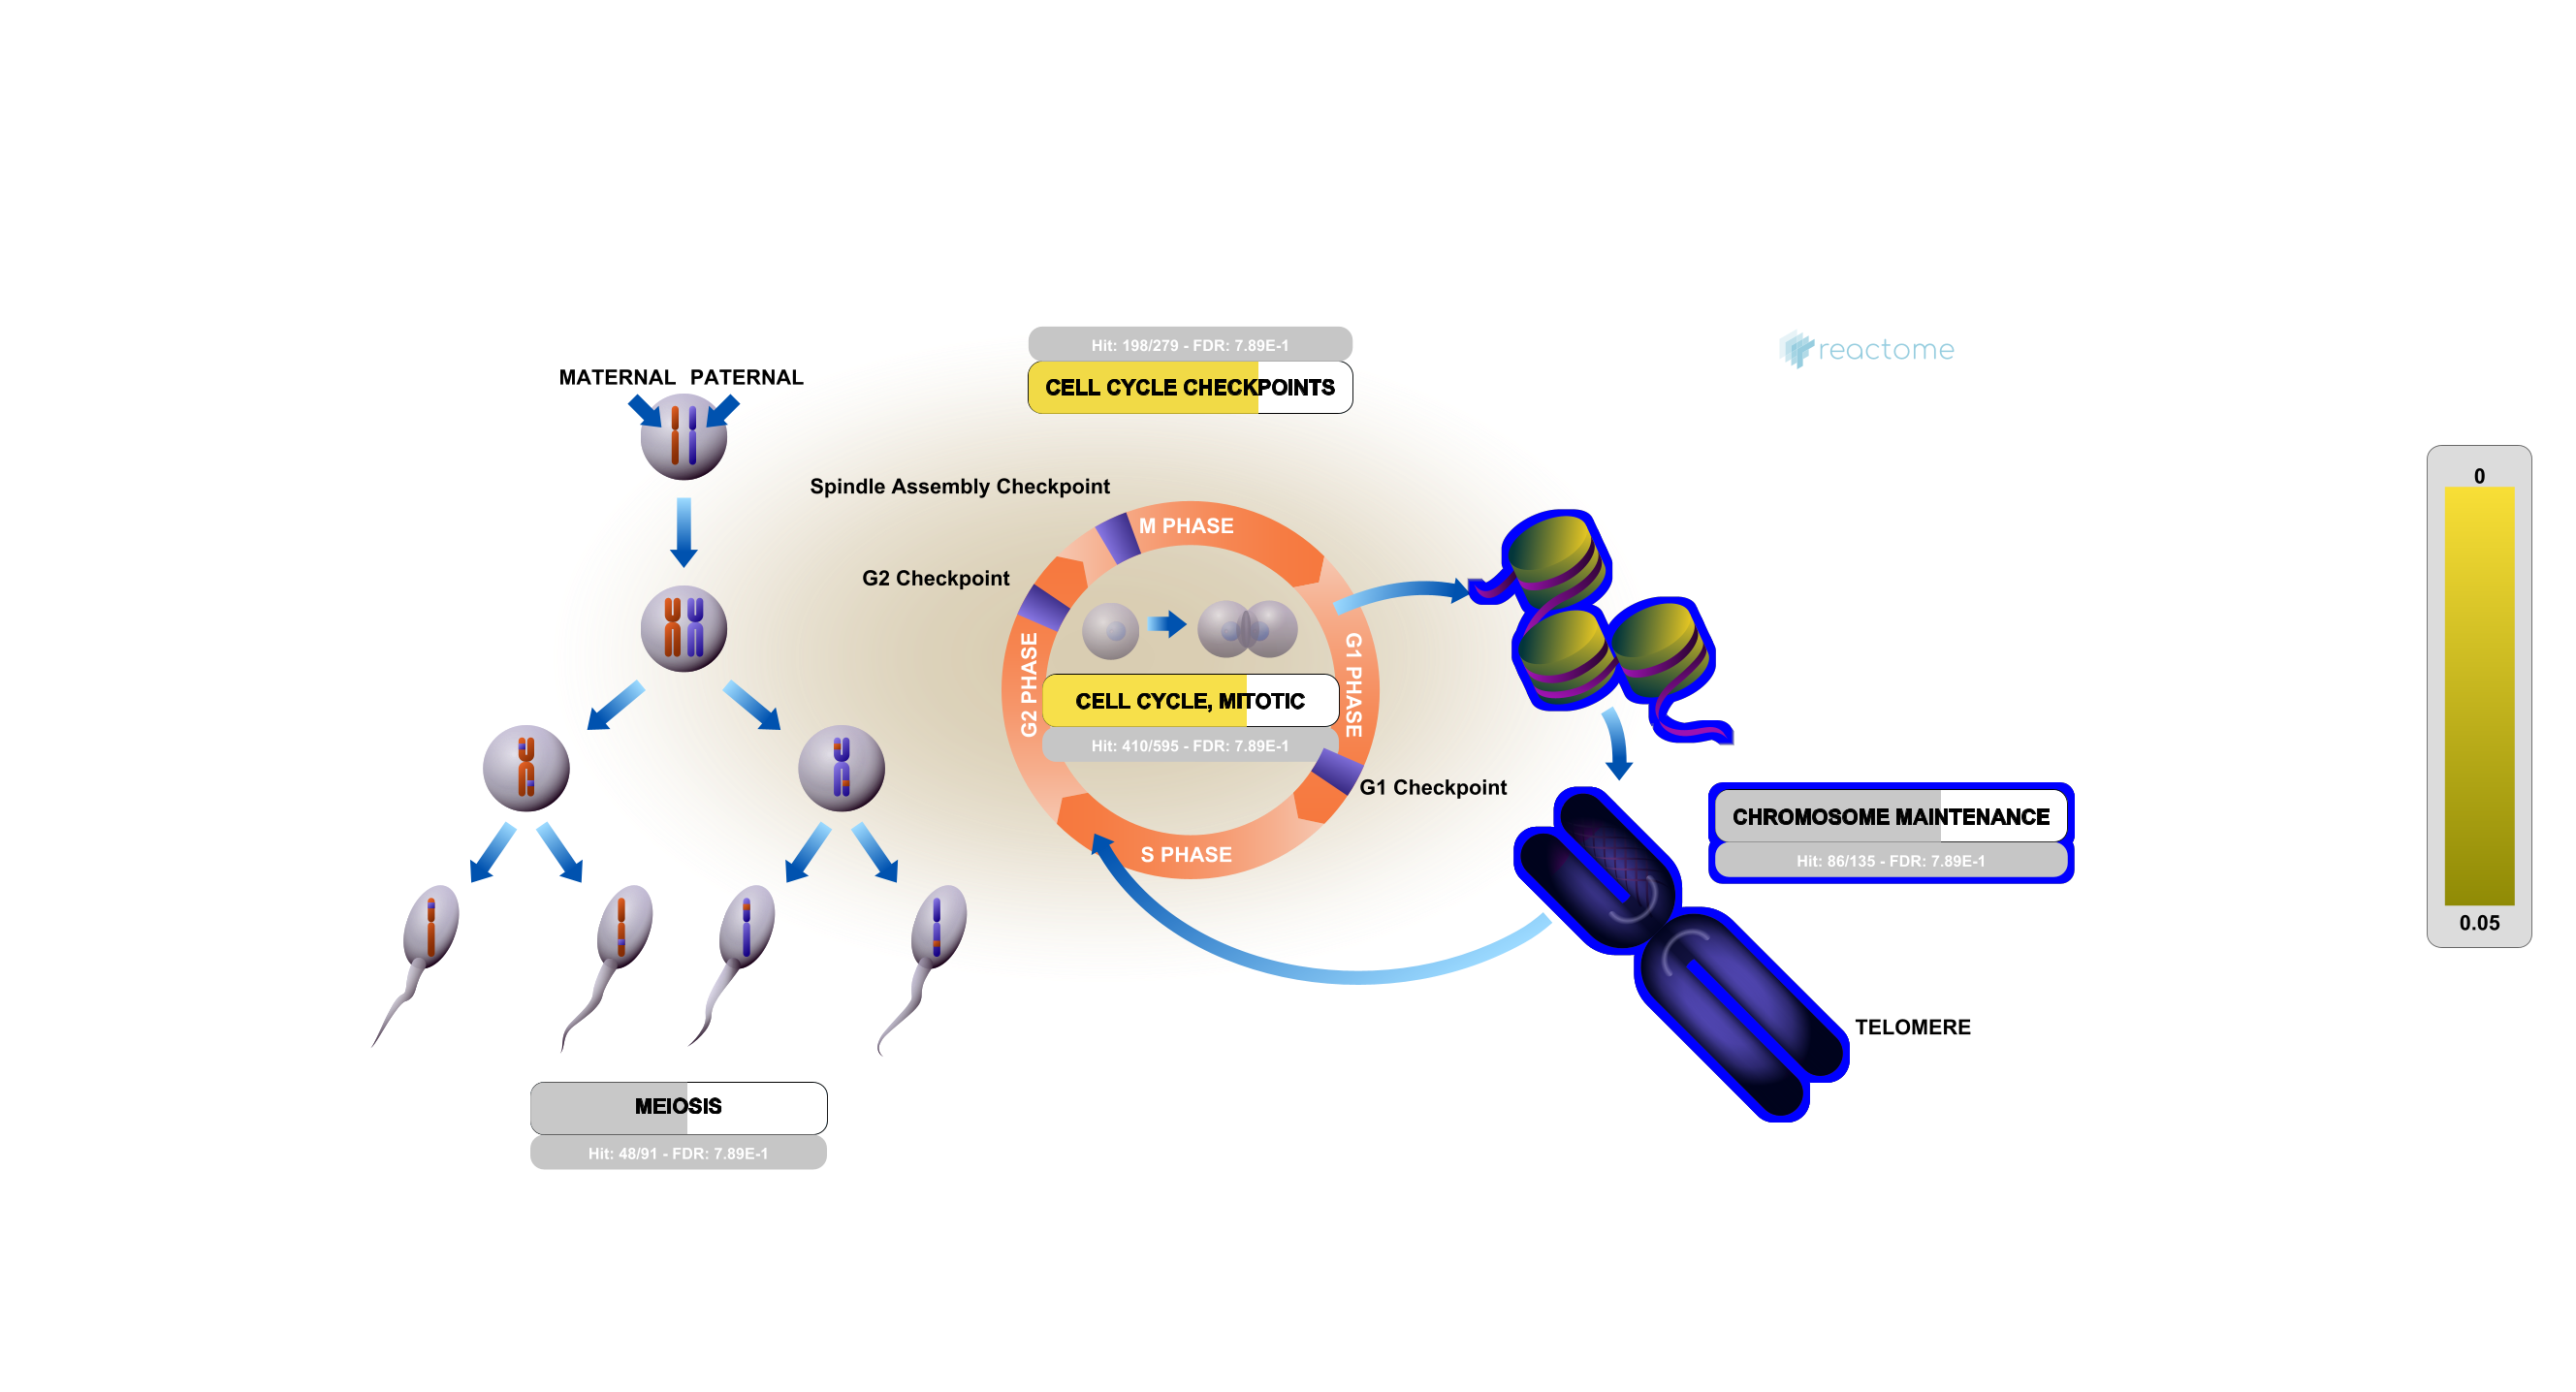 Hit: 198/279 - FDR: 7.89E-1
CELL CYCLE CHECKPOINTS
reactome
MATERNAL PATERNAL
Spindle Assembly Checkpoint
M PHASE
G2 Checkpoint
G2 PHASE
G1 PHASE
CELL CYCLE, MITOTIC
Hit: 410/595 - FDR: 7.89E-1
G1 Checkpoint
S PHASE
CHROMOSOME MAINTENANCE
Hit: 86/135 - FDR: 7.89E-1
TELOMERE
MEIOSIS
Hit: 48/91 - FDR: 7.89E-1
0
0.05